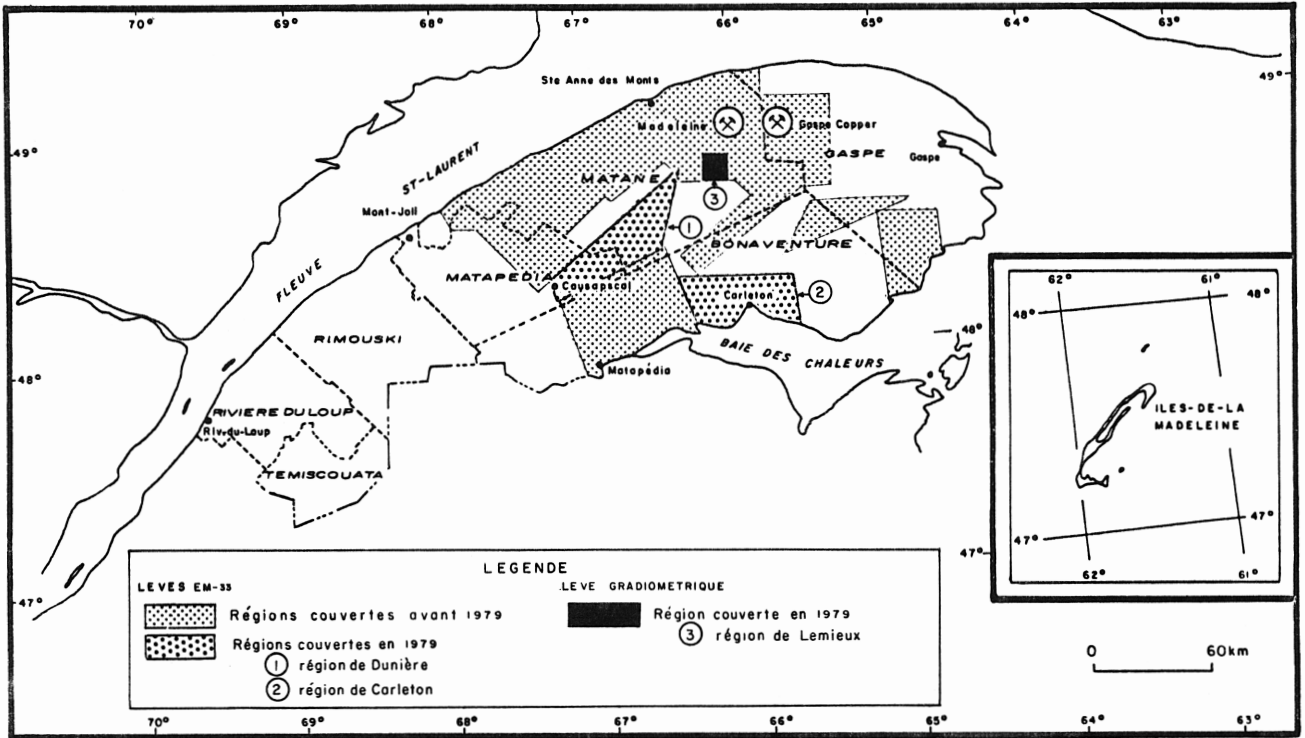 70° 69° 68° 67° 66° 65° 64° 63°
49°
Ste Anne des Monts
Madeleine
Gaspe Copper
49°
GASPE
Gaspe
ST-LAURENT
MATANE
3
Mont-Joli
1
BONAVENTURE
MATAPEDIA
Causapscal
FLEUVE
Carleton
2
62° 61°
48° 48°
RIMOUSKI
48°
BAIE DES CHALEURS
Matapédia
48°
ILES-DE-LA
MADELEINE
RIVIERE DU LOUP
Riv-du-Loup
TEMISCOUATA
47° 47°
62° 61°
47°
47°
LEGENDE
LEVES EM-33
Régions couvertes avant 1979
Régions couvertes en 1979
1 région de Dunière
2 région de Carleton
LEVE GRADIOMETRIQUE
Région couverte en 1979
3 région de Lemieux
0 60km
70° 69° 68° 67° 66° 65° 64° 63°